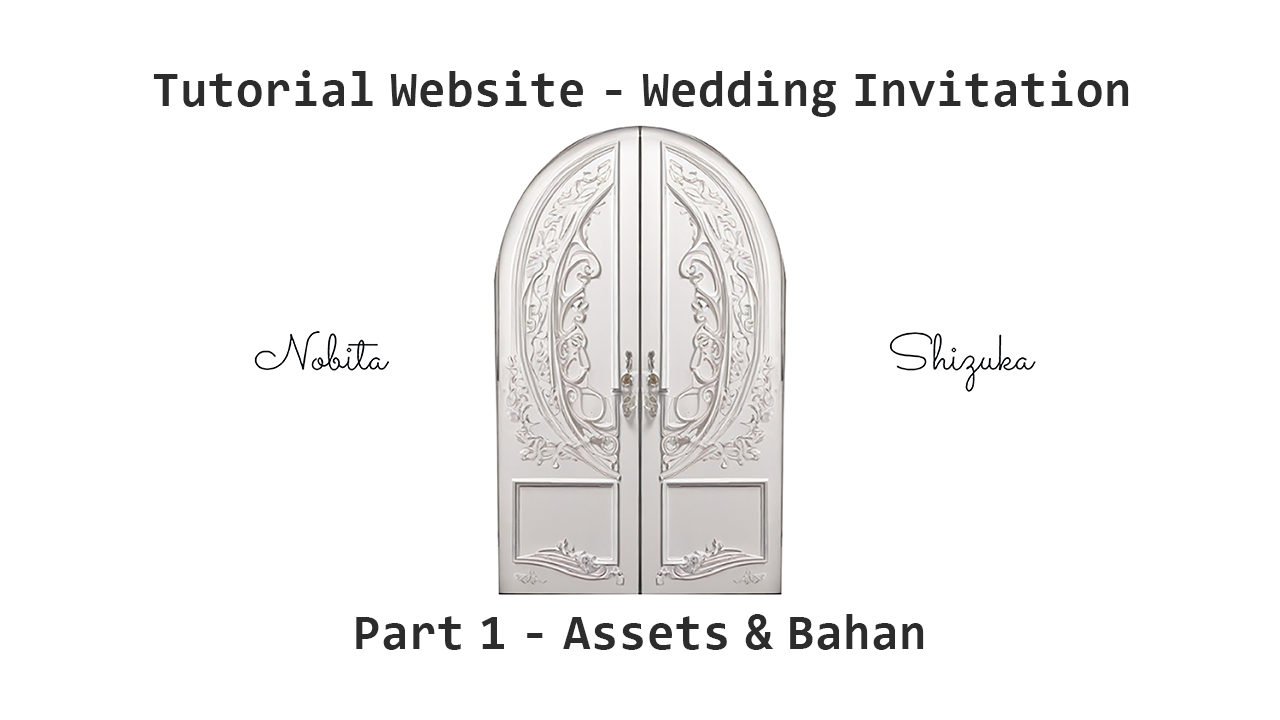 Tutorial Website - Wedding Invitation
Nobita
Shizuka
Part 1 - Assets & Bahan